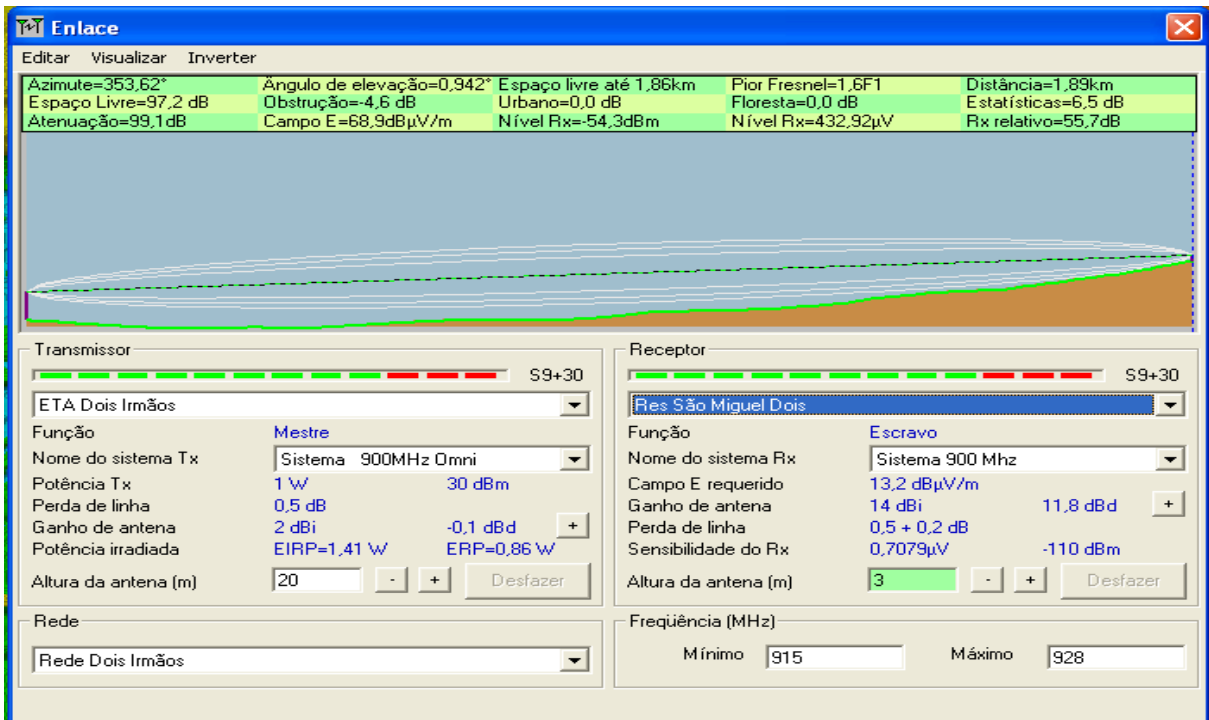 Enlace
Editar Visualizar Inverter
Azimute=353,62° Ângulo de elevação=0,942° Espaço livre até 1,86km Pior Fresnel=1,6F1 Distância=1,89km
Espaço Livre=97,2 dB Obstrução=-4,6 dB Urbano=0,0 dB Floresta=0,0 dB Estatísticas=6,5 dB
Atenuação=99,1dB Campo E=68,9dBµV/m Nível Rx=-54,3dBm Nível Rx=432,92µV Rx relativo=55,7dB
Transmissor
S9+30
ETA Dois Irmãos
Função Mestre
Nome do sistema Tx Sistema 900MHz Omni
Potência Tx 1 W 30 dBm
Perda de linha 0,5 dB
Ganho de antena 2 dBi -0,1 dBd +
Potência irradiada EIRP=1,41 W ERP=0,86 W
Altura da antena (m) 20 - + Desfazer
Rede
Rede Dois Irmãos
Receptor
S9+30
Res São Miguel Dois
Função Escravo
Nome do sistema Rx Sistema 900 Mhz
Campo E requerido 13,2 dBµV/m
Ganho de antena 14 dBi 11,8 dBd +
Perda de linha 0,5 + 0,2 dB
Sensibilidade do Rx 0,7079µV -110 dBm
Altura da antena (m) 3 - + Desfazer
Freqüência (MHz)
Mínimo 915 Máximo 928